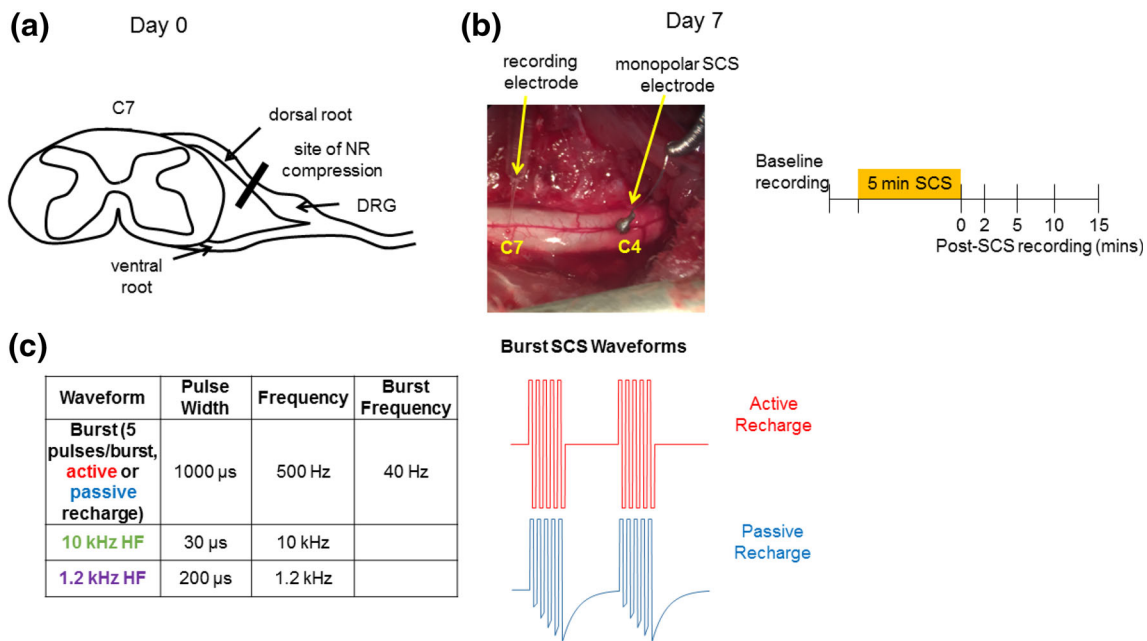 (a)
Day 0
C7
dorsal root
site of NR
compression
DRG
ventral
root
(b)
Day 7
recording
electrode
monopolar SCS
electrode
C7
C4
Baseline
recording
5 min SCS
0 2 5 10 15
Post-SCS recording (mins)
(c)
Waveform Pulse Width Frequency Burst Frequency
Burst (5 pulses/burst, active or passive recharge) 1000 µs 500 Hz 40 Hz
10 kHz HF 30 µs 10 kHz
1.2 kHz HF 200 µs 1.2 kHz
Burst SCS Waveforms
Active
Recharge
Passive
Recharge